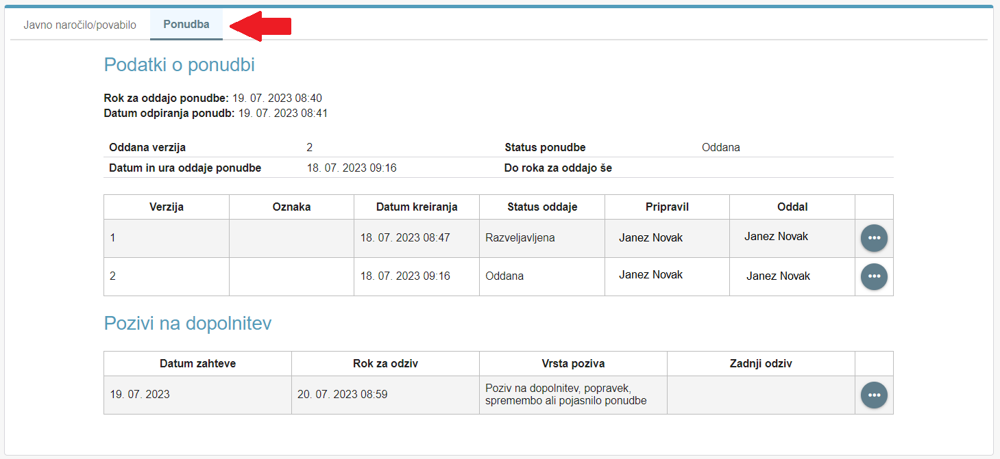 Javno naročilo/povabilo Ponudba
Podatki o ponudbi
Rok za oddajo ponudbe: 19. 07. 2023 08:40
Datum odpiranja ponudb: 19. 07. 2023 08:41
Oddana verzija 2 Status ponudbe Oddana
Datum in ura oddaje ponudbe 18. 07. 2023 09:16 Do roka za oddajo še
Verzija Oznaka Datum kreiranja Status oddaje Pripravil Oddal
1 18. 07. 2023 08:47 Razveljavljena Janez Novak Janez Novak
2 18. 07. 2023 09:16 Oddana Janez Novak Janez Novak
Pozivi na dopolnitev
Datum zahteve Rok za odziv Vrsta poziva Zadnji odziv
19. 07. 2023 20. 07. 2023 08:59 Poziv na dopolnitev, popravek,
spremembo ali pojasnilo ponudbe